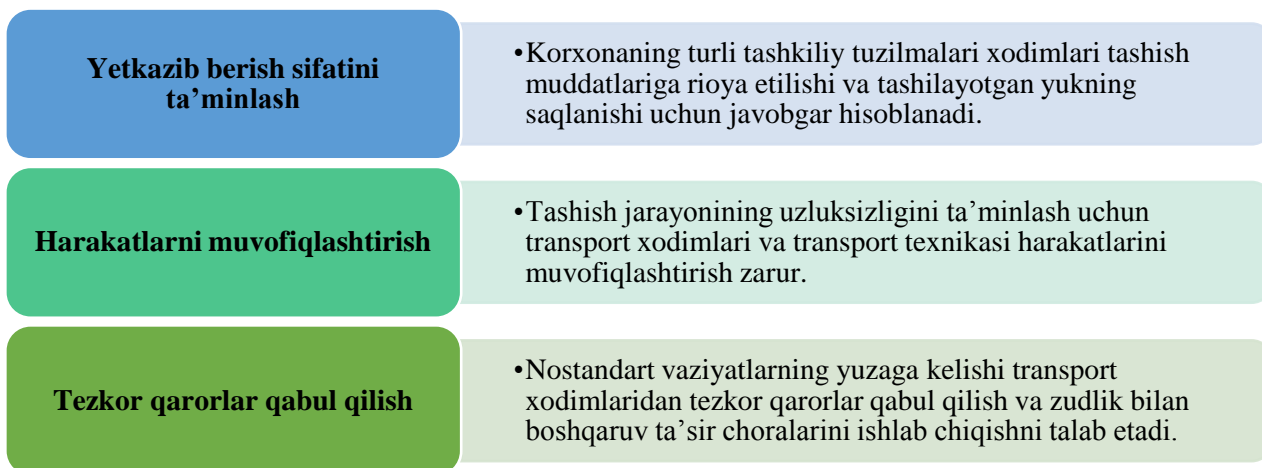 Yetkazib berish sifatini
ta’minlash
•Korxonaning turli tashkiliy tuzilmalari xodimlari tashish
muddatlariga rioya etilishi va tashilayotgan yukning
saqlanishi uchun javobgar hisoblanadi.
Harakatlarni muvofiqlashtirish
•Tashish jarayonining uzluksizligini ta’minlash uchun
transport xodimlari va transport texnikasi harakatlarini
muvofiqlashtirish zarur.
Tezkor qarorlar qabul qilish
•Nostandart vaziyatlarning yuzaga kelishi transport
xodimlaridan tezkor qarorlar qabul qilish va zudlik bilan
boshqaruv ta’sir choralarini ishlab chiqishni talab etadi.